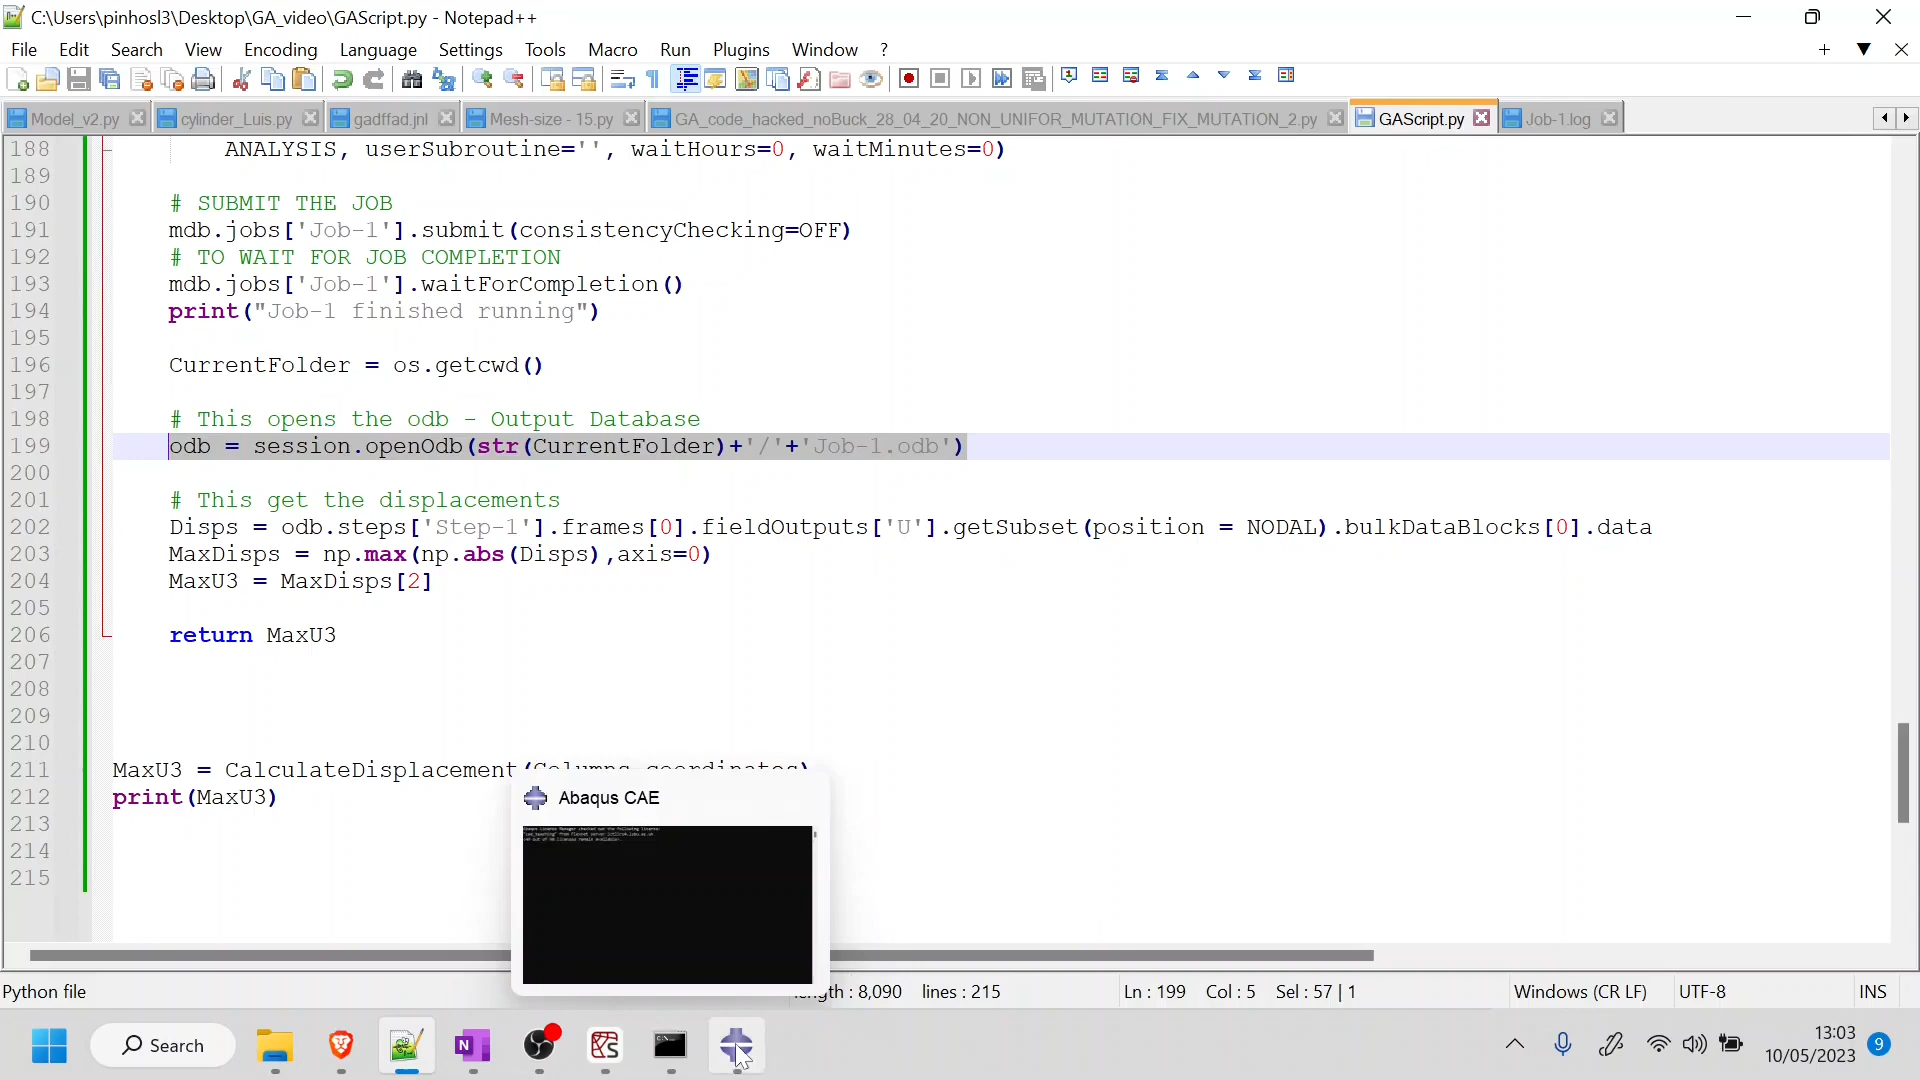 C:\Users\pinhosl3\Desktop\GA_video\GAScript.py - Notepad++
File Edit Search View Encoding Language Settings Tools Macro Run Plugins Window ?
Model_v2.py cylinder_Luis.py gadffad.jnl Mesh-size - 15.py GA_code_hacked_noBuck_28_04_20_NON_UNIFOR_MUTATION_FIX_MUTATION_2.py GAScript.py Job-1.log
188 ANALYSIS, userSubroutine='', waitHours=0, waitMinutes=0)
189
190 # SUBMIT THE JOB
191 mdb.jobs['Job-1'].submit(consistencyChecking=OFF)
192 # TO WAIT FOR JOB COMPLETION
193 mdb.jobs['Job-1'].waitForCompletion()
194 print("Job-1 finished running")
195
196 CurrentFolder = os.getcwd()
197
198 # This opens the odb - Output Database
199 odb = session.openOdb(str(CurrentFolder)+'/'+'Job-1.odb')
200
201 # This get the displacements
202 Disps = odb.steps['Step-1'].frames[0].fieldOutputs['U'].getSubset(position = NODAL).bulkDataBlocks[0].data
203 MaxDisps = np.max(np.abs(Disps),axis=0)
204 MaxU3 = MaxDisps[2]
205
206 return MaxU3
207
208
209
210
211 MaxU3 = CalculateDisplacement(Columns_coordinates)
212 print(MaxU3)
213
214
215
Abaqus CAE
Python file length : 8,090 lines : 215 Ln : 199 Col : 5 Sel : 57 | 1 Windows (CR LF) UTF-8 INS
Search
13:03
10/05/2023 9